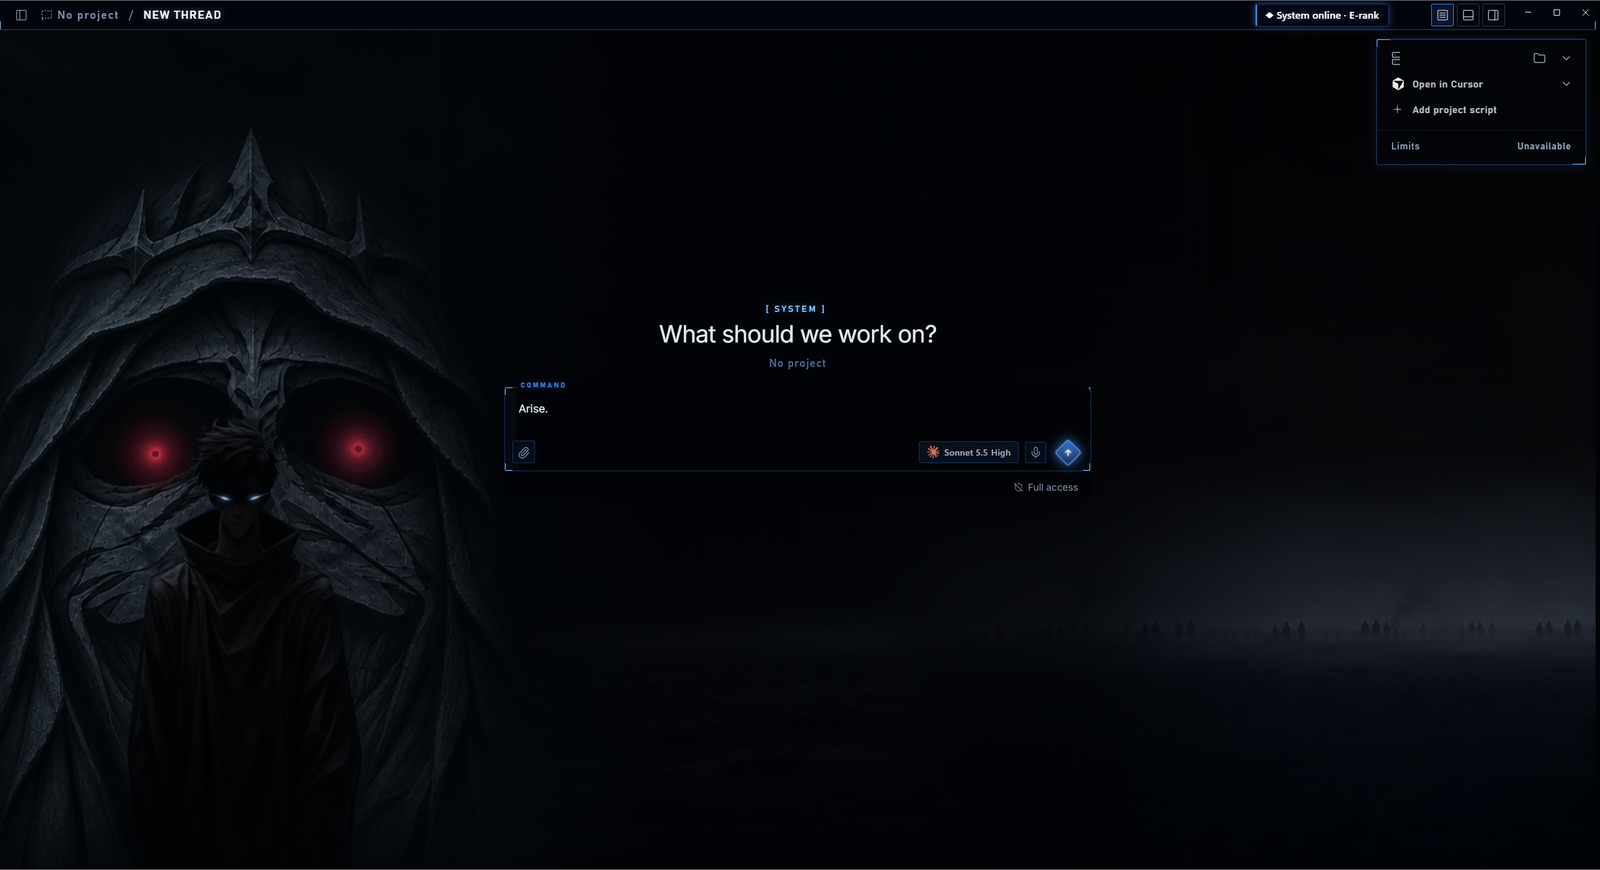 No project / NEW THREAD
◆ System online · E-rank
Open in Cursor
Add project script
Limits Unavailable
[ SYSTEM ]
What should we work on?
No project
COMMAND
Arise.
Sonnet 5.5 High
Full access